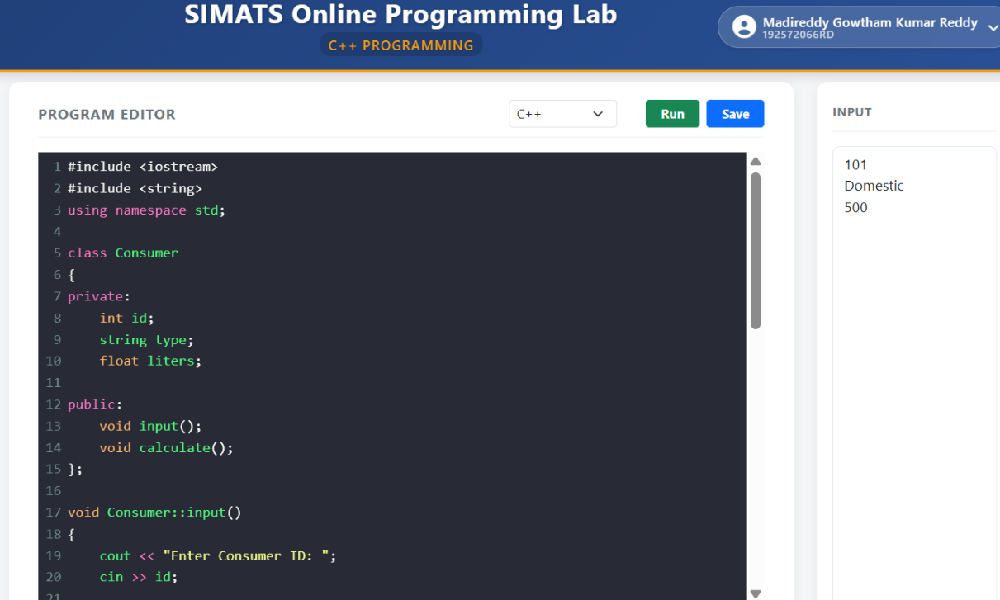 SIMATS Online Programming Lab
C++ PROGRAMMING
Madireddy Gowtham Kumar Reddy
192572066RD
PROGRAM EDITOR
C++
Run
Save
1 #include <iostream>
2 #include <string>
3 using namespace std;
4
5 class Consumer
6 {
7 private:
8     int id;
9     string type;
10     float liters;
11
12 public:
13     void input();
14     void calculate();
15 };
16
17 void Consumer::input()
18 {
19     cout << "Enter Consumer ID: ";
20     cin >> id;
21
INPUT
101
Domestic
500